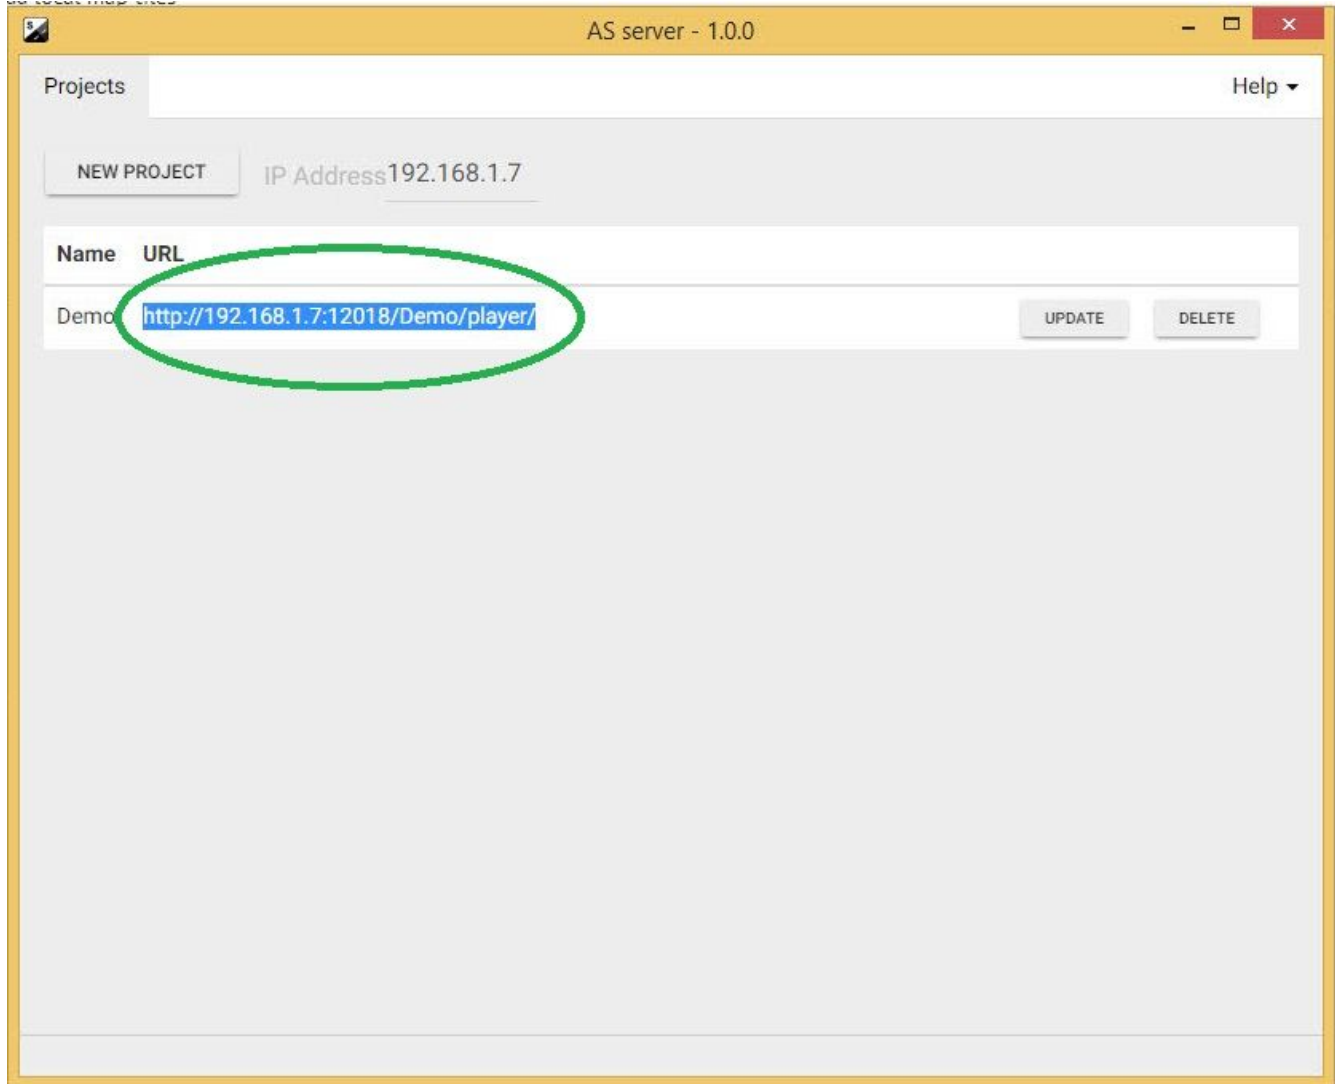 AS server - 1.0.0
Projects
Help
NEW PROJECT IP Address 192.168.1.7
Name URL
Demo http://192.168.1.7:12018/Demo/player/ UPDATE DELETE